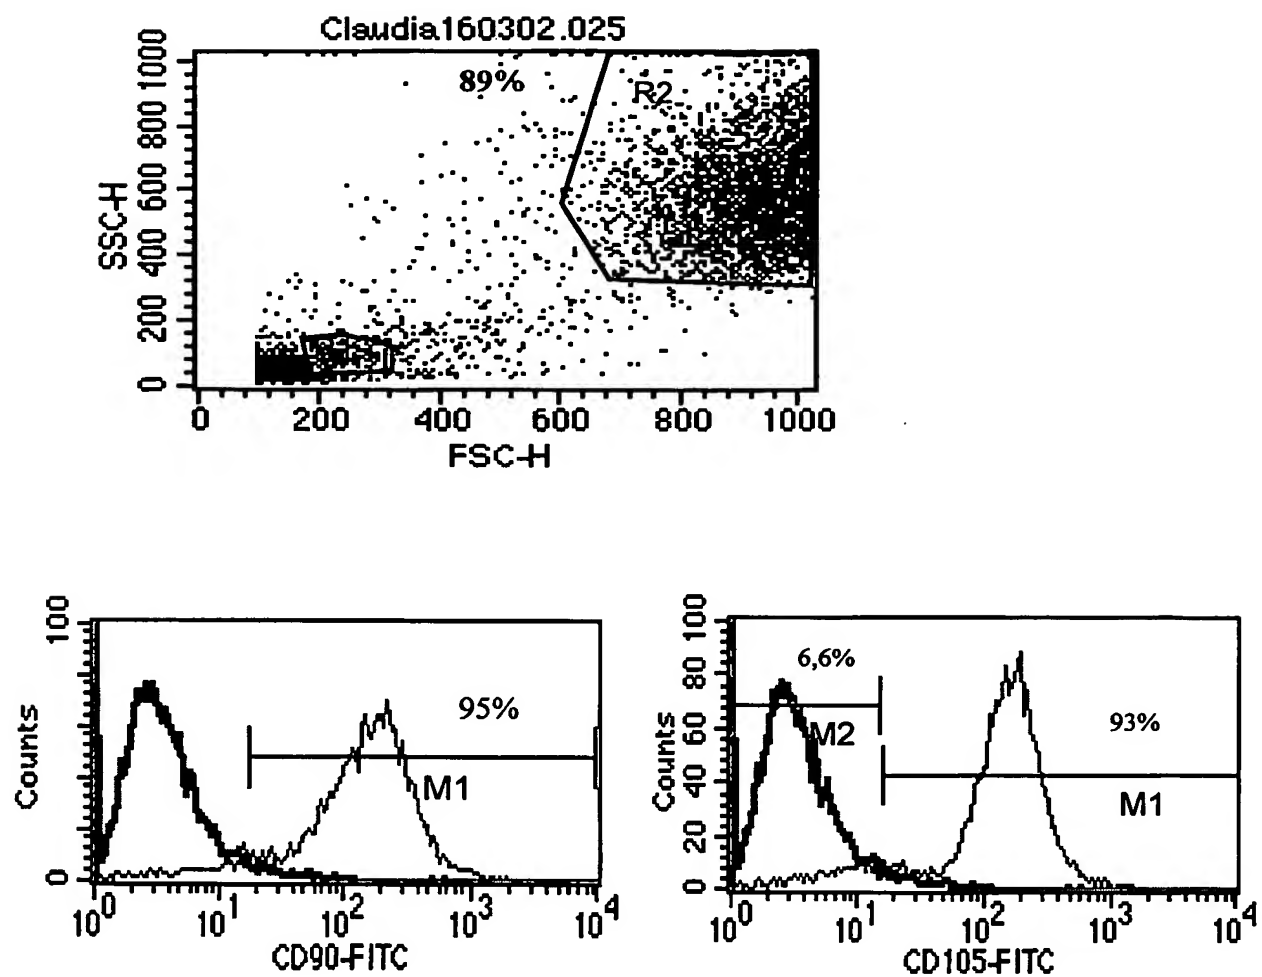 Claudia160302.025
89%
R2
SSC-H
1000
800
600
400
200
0
0 200 400 600 800 1000
FSC-H
100
95%
Counts
M1
0
10^0 10^1 10^2 10^3 10^4
CD90-FITC
100
80
60
40
20
0
6,6%
M2
93%
Counts
M1
10^0 10^1 10^2 10^3 10^4
CD105-FITC